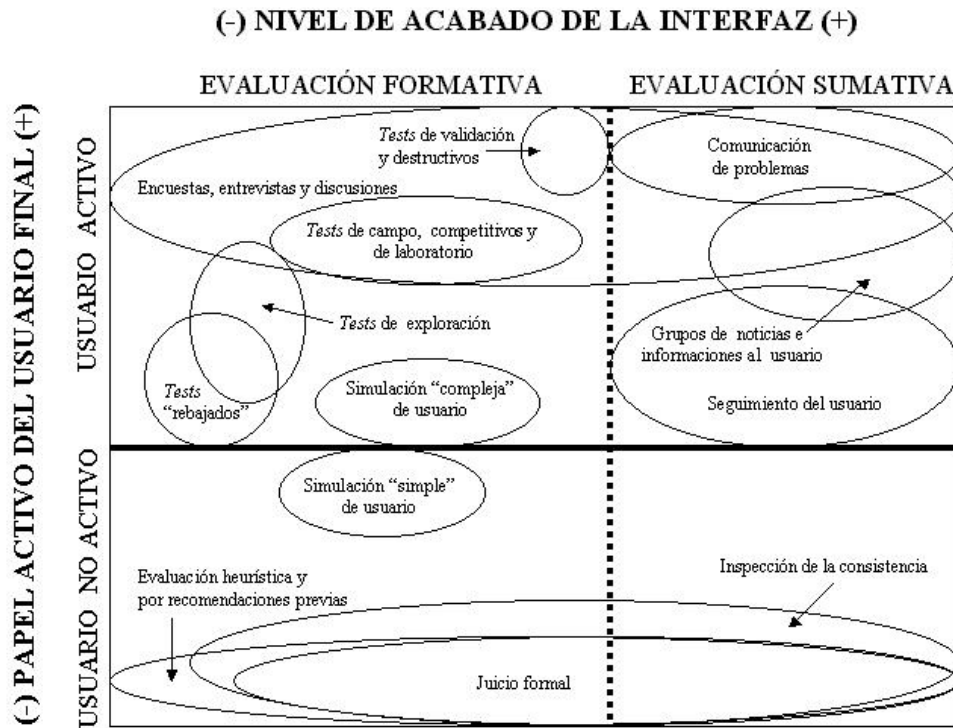 (-) NIVEL DE ACABADO DE LA INTERFAZ (+)
EVALUACIÓN FORMATIVA
EVALUACIÓN SUMATIVA
(-) PAPEL ACTIVO DEL USUARIO FINAL (+)
USUARIO ACTIVO
Tests de validación
y destructivos
Comunicación
de problemas
Encuestas, entrevistas y discusiones
Tests de campo, competitivos y
de laboratorio
Tests de exploración
Grupos de noticias e
informaciones al usuario
Tests
“rebajados”
Simulación “compleja”
de usuario
Seguimiento del usuario
USUARIO NO ACTIVO
Simulación “simple”
de usuario
Evaluación heurística y
por recomendaciones previas
Inspección de la consistencia
Juicio formal